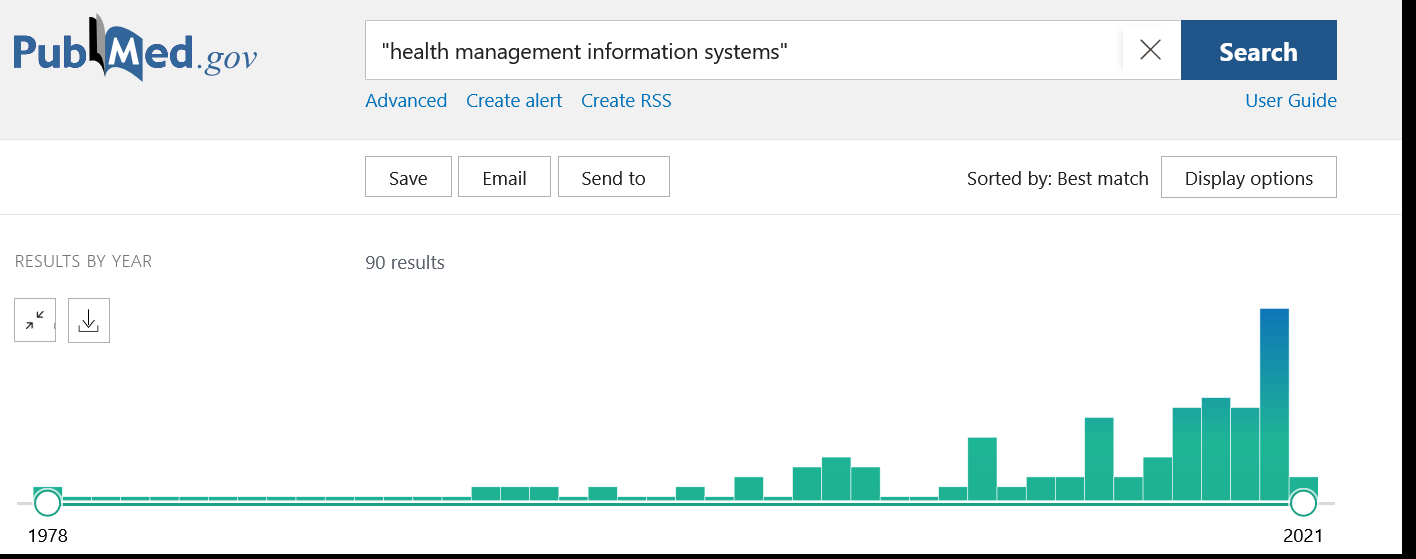 PubMed.gov
"health management information systems"
Search
Advanced Create alert Create RSS
User Guide
Save Email Send to
Sorted by: Best match Display options
RESULTS BY YEAR
90 results
1978
2021